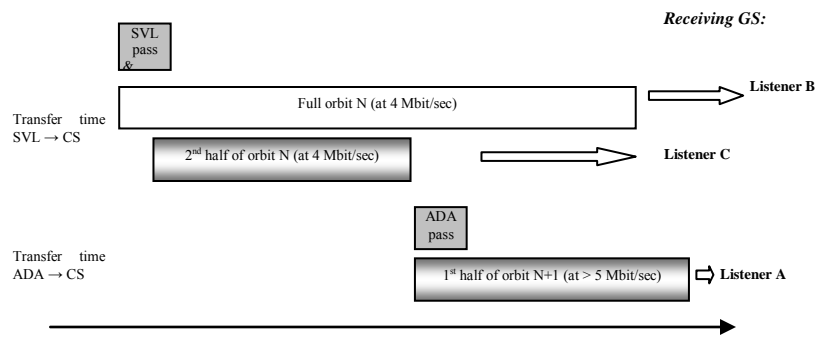 Receiving GS:
SVL
pass
&
Full orbit N (at 4 Mbit/sec)
Listener B
Transfer time
SVL → CS
2nd half of orbit N (at 4 Mbit/sec)
Listener C
ADA
pass
Transfer time
ADA → CS
1st half of orbit N+1 (at > 5 Mbit/sec)
Listener A